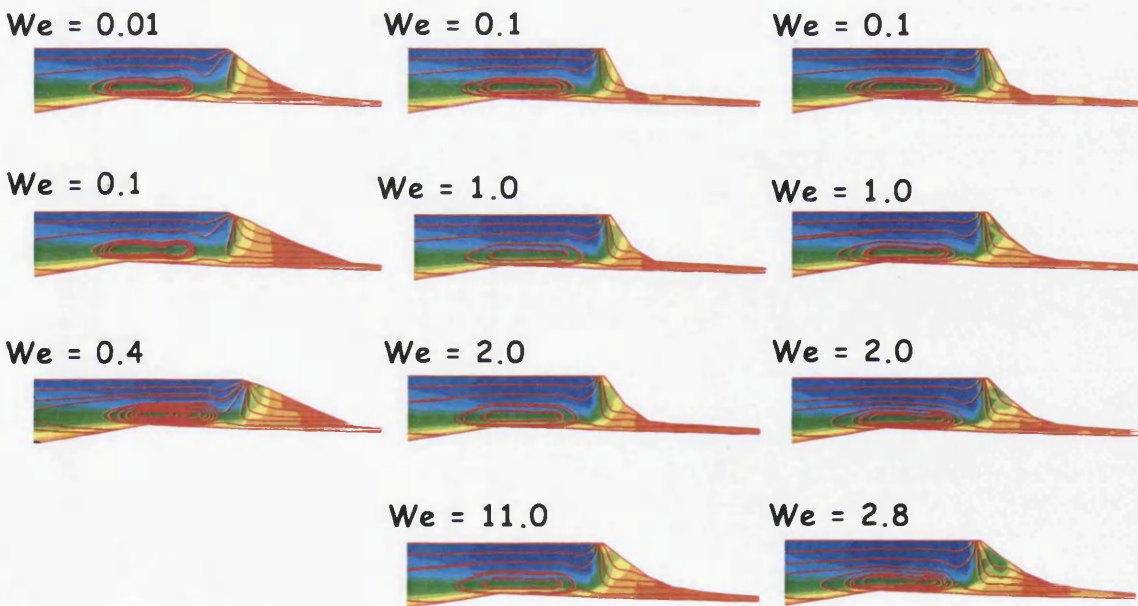 We = 0.01
We = 0.1
We = 0.1
We = 0.1
We = 1.0
We = 1.0
We = 0.4
We = 2.0
We = 2.0
We = 11.0
We = 2.8